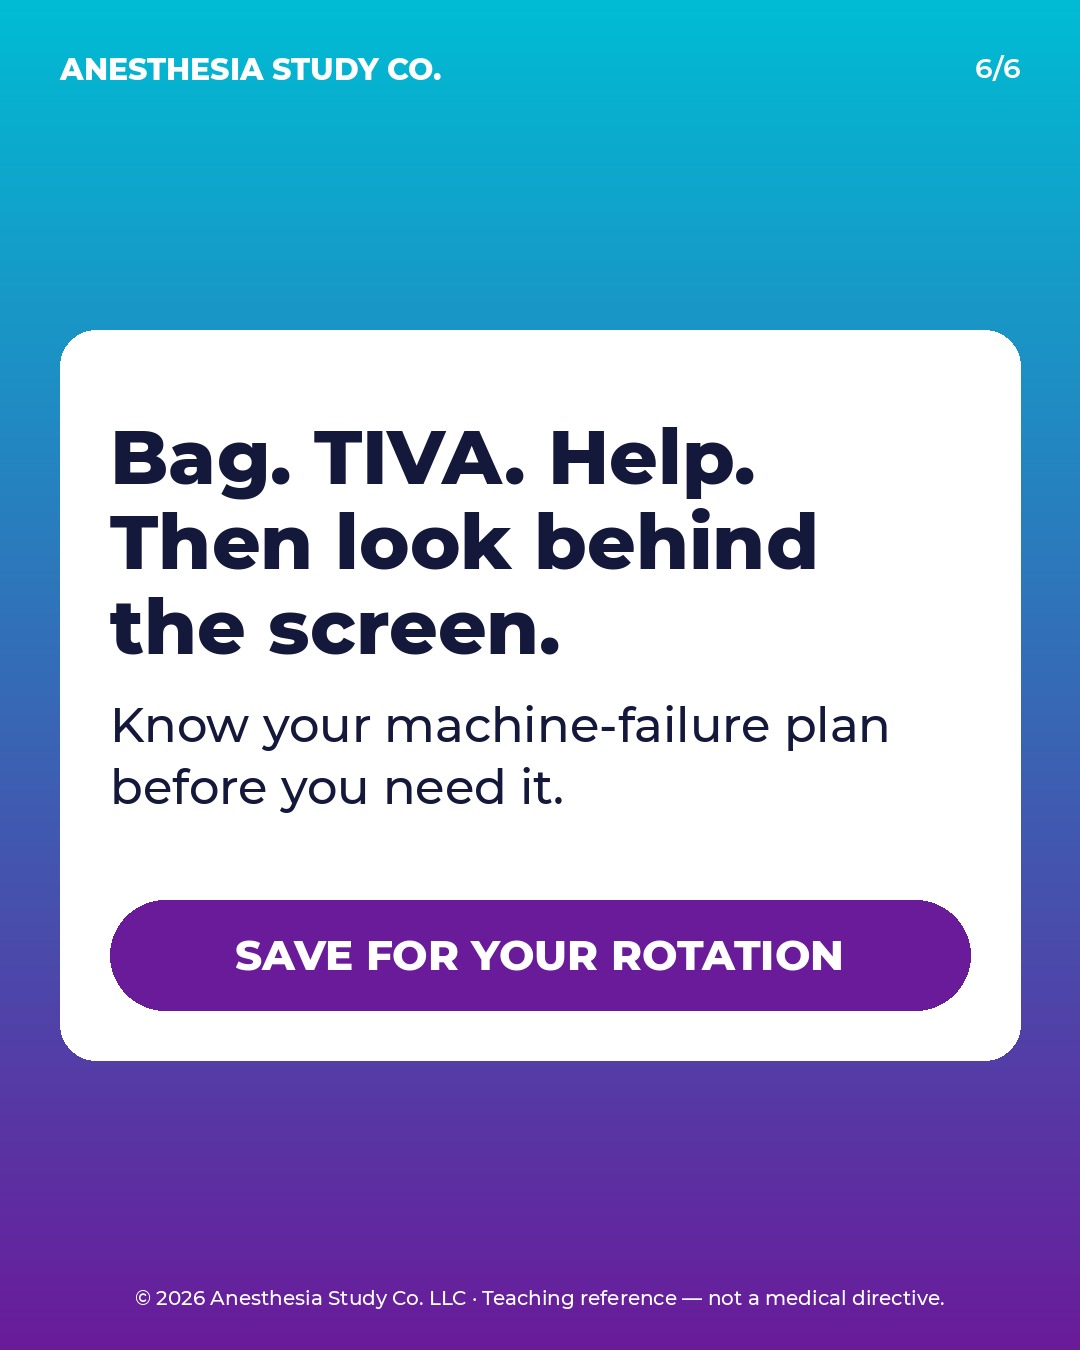 ANESTHESIA STUDY CO.
6/6
Bag. TIVA. Help.
Then look behind
the screen.
Know your machine-failure plan
before you need it.
SAVE FOR YOUR ROTATION
© 2026 Anesthesia Study Co. LLC · Teaching reference — not a medical directive.